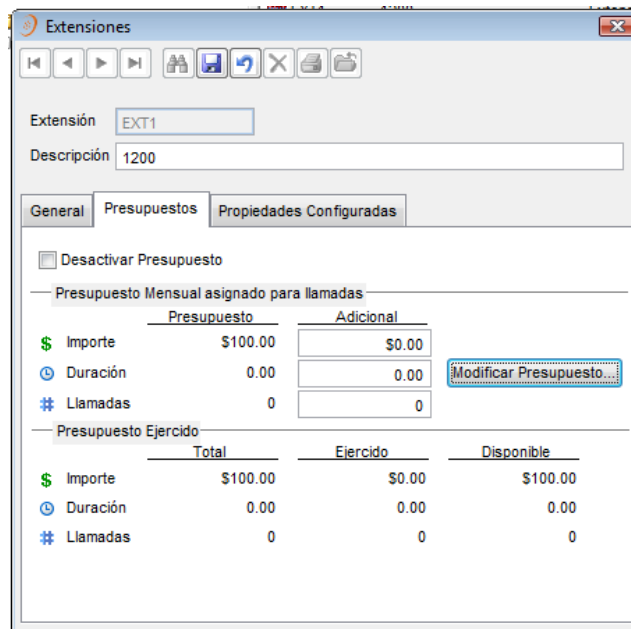 Extensiones
Extensión EXT1
Descripción 1200
General Presupuestos Propiedades Configuradas
Desactivar Presupuesto
Presupuesto Mensual asignado para llamadas
Presupuesto Adicional
$ Importe $100.00 $0.00
Duración 0.00 0.00 Modificar Presupuesto...
# Llamadas 0 0
Presupuesto Ejercido
Total Ejercido Disponible
$ Importe $100.00 $0.00 $100.00
Duración 0.00 0.00 0.00
# Llamadas 0 0 0